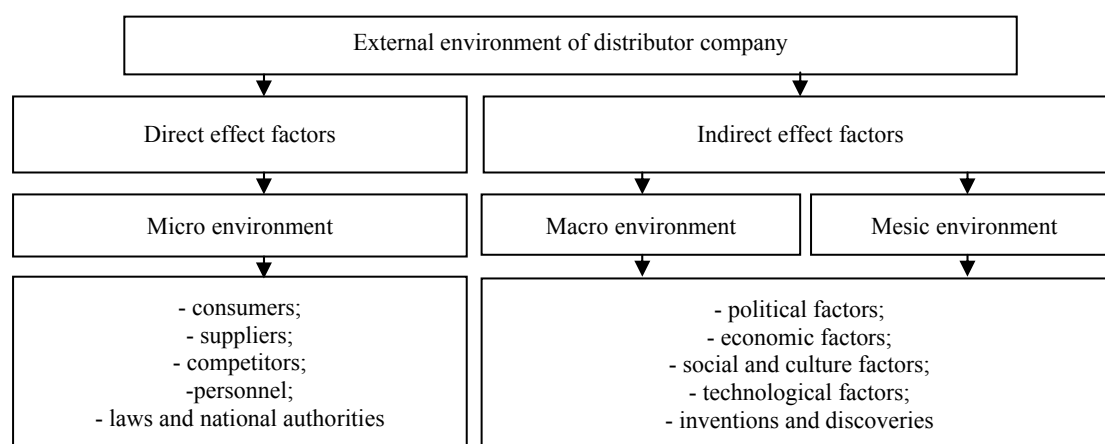 External environment of distributor company
Direct effect factors
Indirect effect factors
Micro environment
Macro environment
Mesic environment
- consumers;
- suppliers;
- competitors;
-personnel;
- laws and national authorities
- political factors;
- economic factors;
- social and culture factors;
- technological factors;
- inventions and discoveries